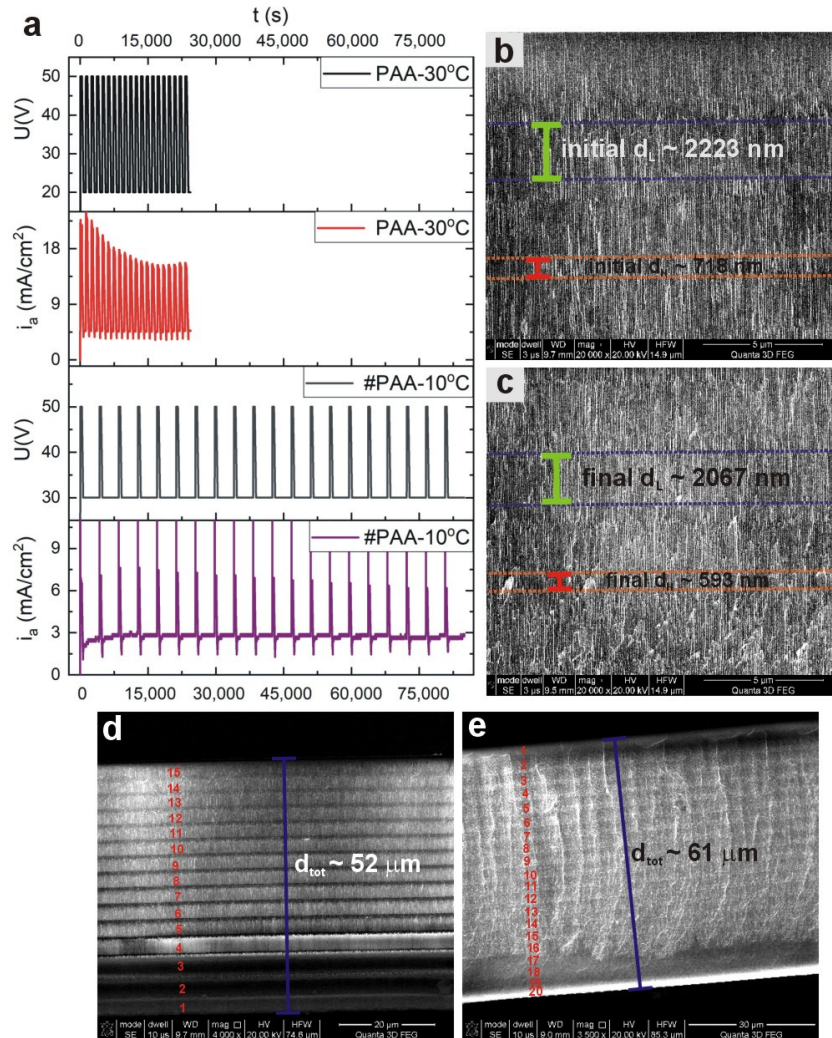 a
t (s)
0 15,000 30,000 45,000 60,000 75,000
U(V)
50
40
30
20
PAA-30°C
i_a (mA/cm²)
18
9
0
PAA-30°C
U(V)
50
40
30
#PAA-10°C
i_a (mA/cm²)
9
6
3
0
#PAA-10°C
0 15,000 30,000 45,000 60,000 75,000
b
initial d_L ~ 2223 nm
initial d_H ~ 718 nm
mode dwell WD mag HV HFW 5 µm
SE 3 µs 9.7 mm 20 000 x 20.00 kV 14.9 µm Quanta 3D FEG
c
final d_L ~ 2067 nm
final d_H ~ 593 nm
mode dwell WD mag HV HFW 5 µm
SE 3 µs 9.5 mm 20 000 x 20.00 kV 14.9 µm Quanta 3D FEG
d
15
14
13
12
11
10
9
8
7
6
5
4
3
2
1
d_tot ~ 52 µm
mode dwell WD mag HV HFW 20 µm
SE 10 µs 9.7 mm 4 000 x 20.00 kV 74.6 µm Quanta 3D FEG
e
1
2
3
4
5
6
7
8
9
10
11
12
13
14
15
16
17
18
19
20
d_tot ~ 61 µm
mode dwell WD mag HV HFW 30 µm
SE 10 µs 9.0 mm 3 500 x 20.00 kV 85.3 µm Quanta 3D FEG